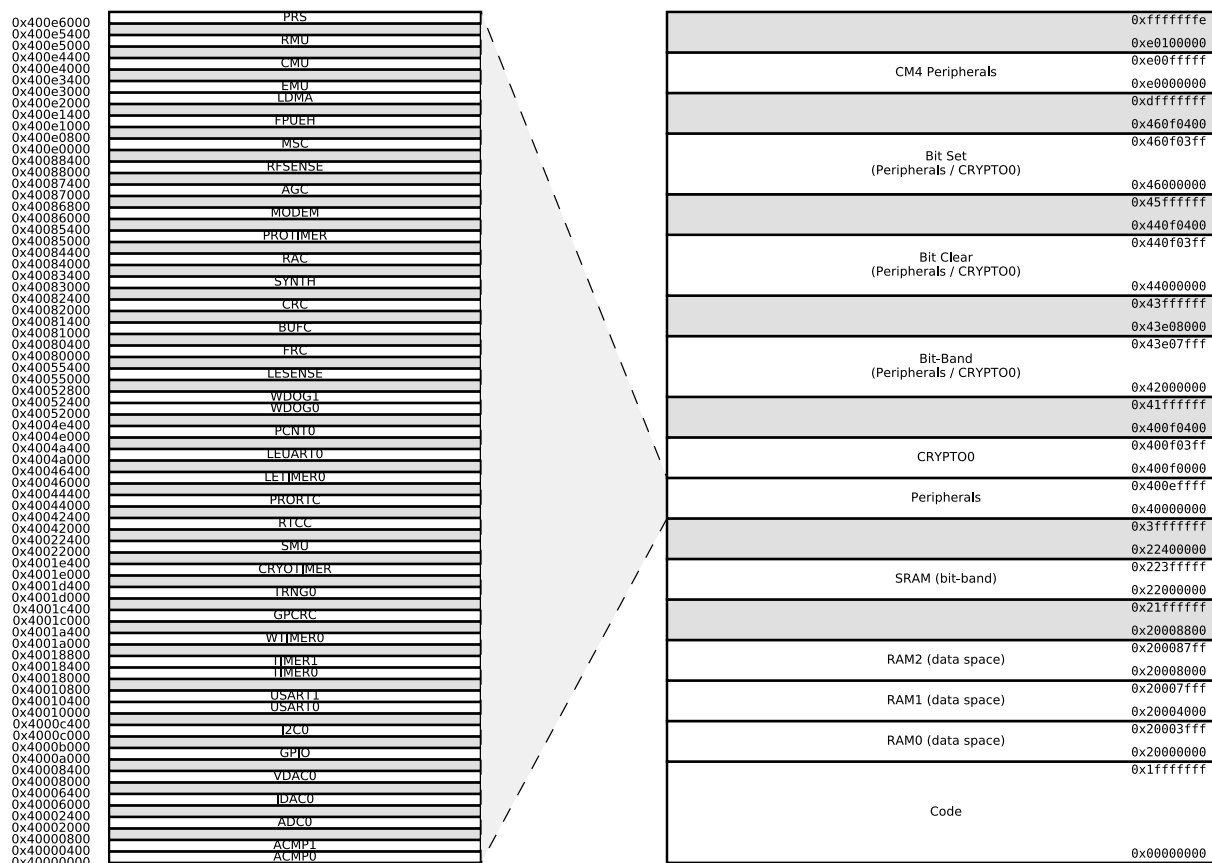 0x400e6000
0x400e5400
0x400e5000
0x400e4400
0x400e4000
0x400e3400
0x400e3000
0x400e2000
0x400e1400
0x400e1000
0x400e0800
0x400e0000
0x40088400
0x40088000
0x40087400
0x40087000
0x40086800
0x40086000
0x40085400
0x40085000
0x40084400
0x40084000
0x40083400
0x40083000
0x40082400
0x40082000
0x40081400
0x40081000
0x40080400
0x40080000
0x40055400
0x40055000
0x40052800
0x40052400
0x40052000
0x4004e400
0x4004e000
0x4004a400
0x4004a000
0x40046400
0x40046000
0x40044400
0x40044000
0x40042400
0x40042000
0x40022400
0x40022000
0x4001e400
0x4001e000
0x4001d400
0x4001d000
0x4001c400
0x4001c000
0x4001a400
0x4001a000
0x40018800
0x40018400
0x40018000
0x40010800
0x40010400
0x40010000
0x4000c400
0x4000c000
0x4000b000
0x4000a000
0x40008400
0x40008000
0x40006400
0x40006000
0x40002400
0x40002000
0x40000800
0x40000400
0x40000000
PRS
RMU
CMU
EMU
LDMA
FPUEH
MSC
RFSENSE
AGC
MODEM
PROTIMER
RAC
SYNTH
CRC
BUFC
FRC
LESENSE
WDOG1
WDOG0
PCNT0
LEUART0
LETIMER0
PRORTC
RTCC
SMU
CRYOTIMER
TRNG0
GPCRC
WTIMER0
TIMER1
TIMER0
USART1
USART0
I2C0
GPIO
VDAC0
IDAC0
ADC0
ACMP1
ACMP0
0xfffffffe
0xe0100000
0xe00fffff
CM4 Peripherals
0xe0000000
0xdfffffff
0x460f0400
0x460f03ff
Bit Set
(Peripherals / CRYPTO0)
0x46000000
0x45ffffff
0x440f0400
0x440f03ff
Bit Clear
(Peripherals / CRYPTO0)
0x44000000
0x43ffffff
0x43e08000
0x43e07fff
Bit-Band
(Peripherals / CRYPTO0)
0x42000000
0x41ffffff
0x400f0400
0x400f03ff
CRYPTO0
0x400f0000
0x400effff
Peripherals
0x40000000
0x3fffffff
0x22400000
0x223fffff
SRAM (bit-band)
0x22000000
0x21ffffff
0x20008800
0x200087ff
RAM2 (data space)
0x20008000
0x20007fff
RAM1 (data space)
0x20004000
0x20003fff
RAM0 (data space)
0x20000000
0x1fffffff
Code
0x00000000